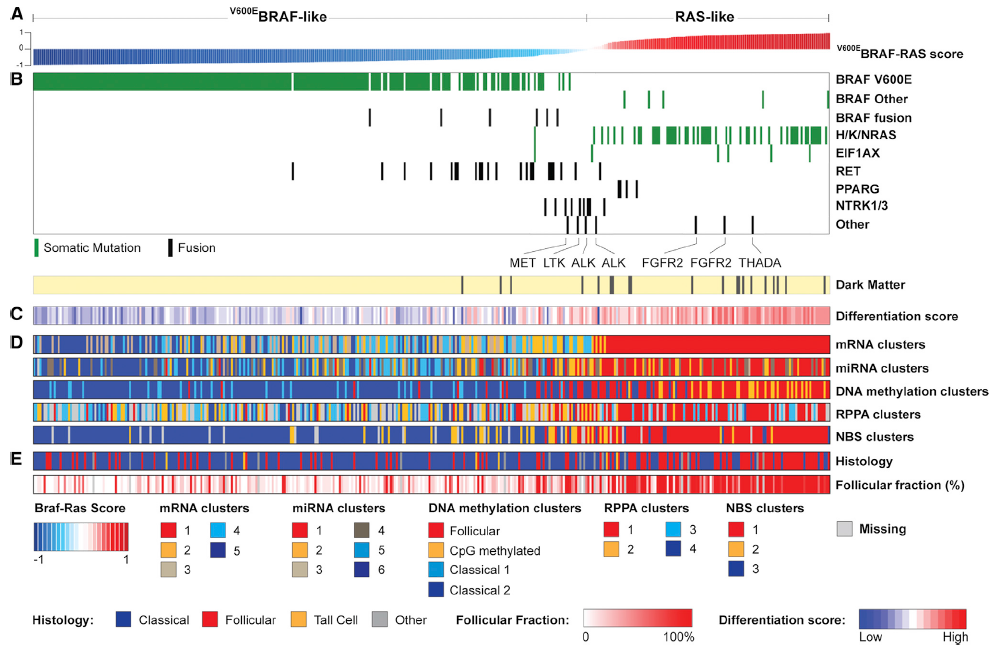 A
V600EBRAF-like
RAS-like
1
0
-1
V600EBRAF-RAS score
B
BRAF V600E
BRAF Other
BRAF fusion
H/K/NRAS
EIF1AX
RET
PPARG
NTRK1/3
Other
Somatic Mutation
Fusion
MET LTK ALK ALK FGFR2 FGFR2 THADA
Dark Matter
C
Differentiation score
D
mRNA clusters
miRNA clusters
DNA methylation clusters
RPPA clusters
NBS clusters
E
Histology
Follicular fraction (%)
Braf-Ras Score
-1
1
mRNA clusters
1
2
3
4
5
miRNA clusters
1
2
3
4
5
6
DNA methylation clusters
Follicular
CpG methylated
Classical 1
Classical 2
RPPA clusters
1
2
3
4
NBS clusters
1
2
3
Missing
Histology:
Classical
Follicular
Tall Cell
Other
Follicular Fraction:
0
100%
Differentiation score:
Low
High